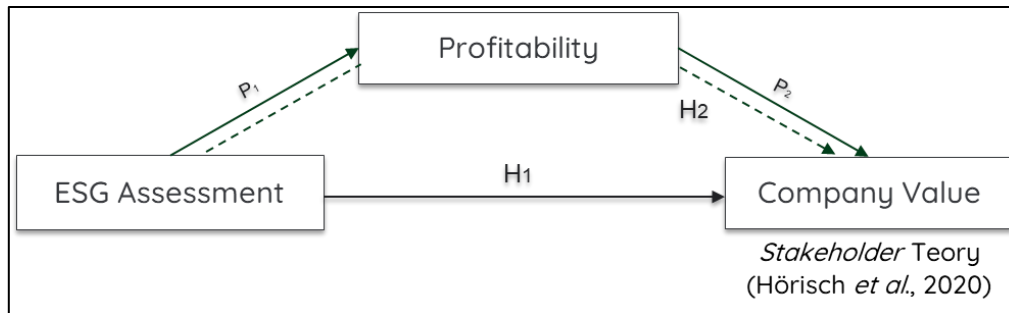 Profitability
P1
P2
H2
ESG Assessment
H1
Company Value
Stakeholder Teory
(Hörisch et al., 2020)